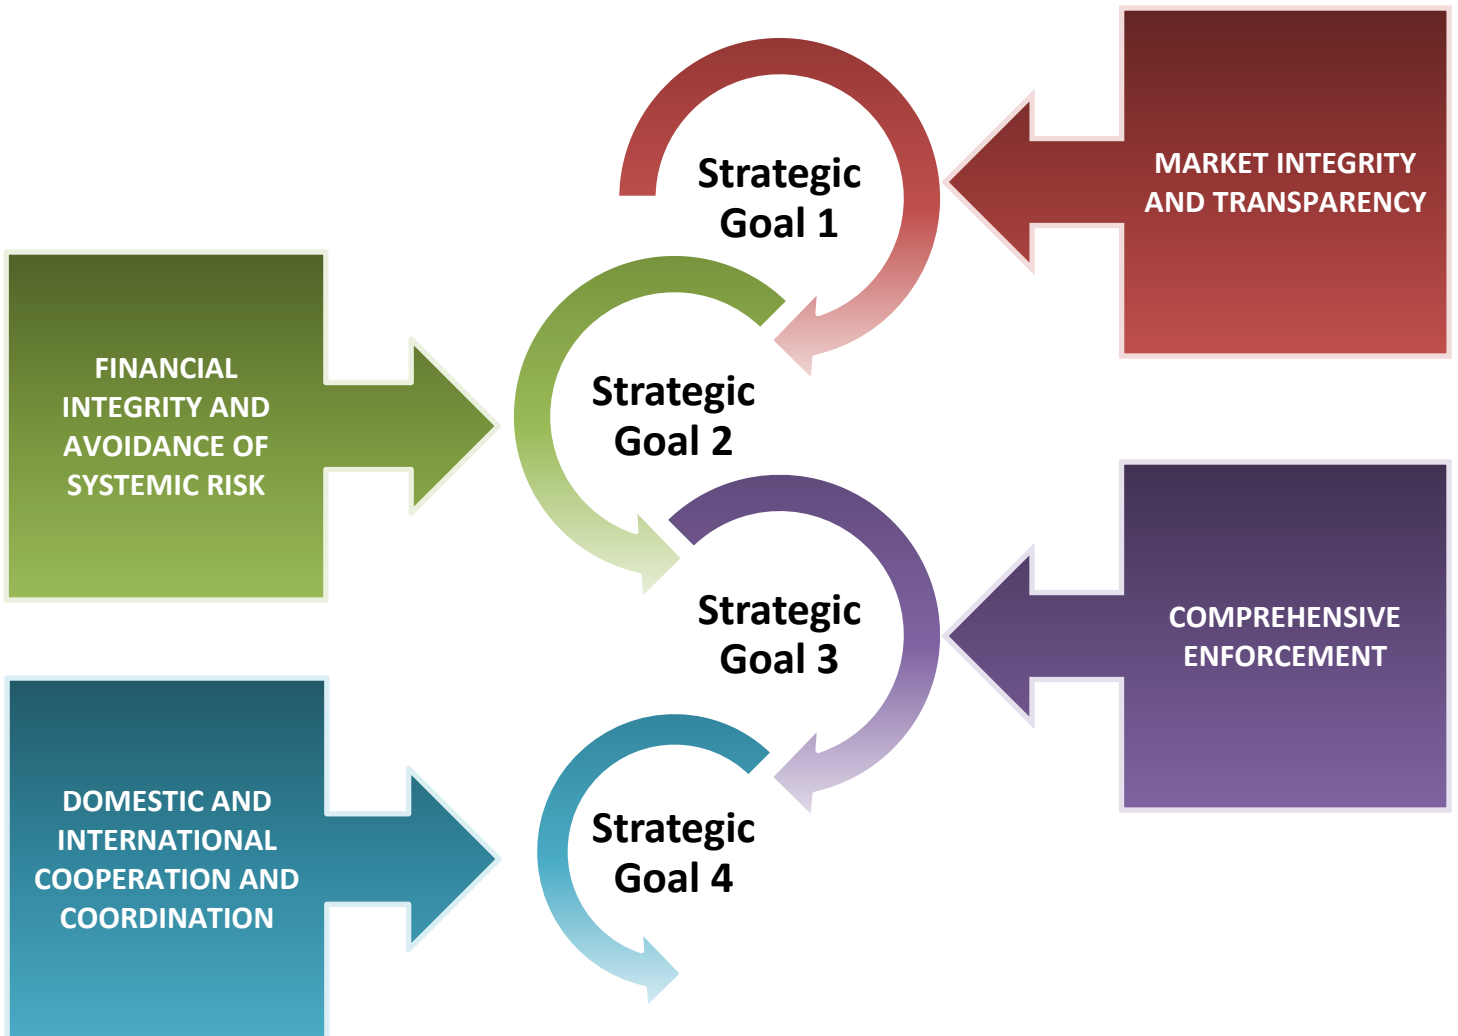 Strategic
Goal 1
MARKET INTEGRITY
AND TRANSPARENCY
FINANCIAL
INTEGRITY AND
AVOIDANCE OF
SYSTEMIC RISK
Strategic
Goal 2
Strategic
Goal 3
COMPREHENSIVE
ENFORCEMENT
DOMESTIC AND
INTERNATIONAL
COOPERATION AND
COORDINATION
Strategic
Goal 4